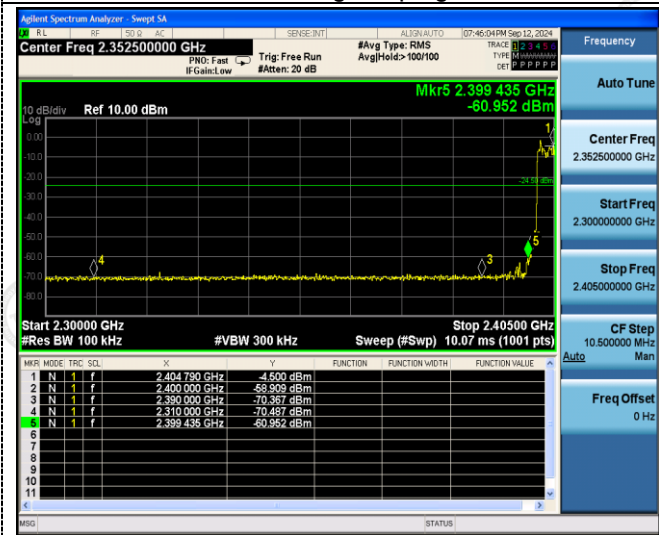 Agilent Spectrum Analyzer - Swept SA
RL RF 50 Ω AC SENSE:INT ALIGN AUTO 07:46:04 PM Sep 12, 2024
Center Freq 2.352500000 GHz
PNO: Fast
IFGain:Low
Trig: Free Run
#Atten: 20 dB
#Avg Type: RMS
Avg|Hold:> 100/100
TRACE 1 2 3 4 5 6
TYPE M
DET P P P P P P
Mkr5 2.399 435 GHz
-60.952 dBm
10 dB/div Ref 10.00 dBm
Log
0.00
-10.0
-20.0
-30.0
-40.0
-50.0
-60.0
-70.0
-80.0
-24.50 dBm
1
5
3
4
Start 2.30000 GHz Stop 2.40500 GHz
#Res BW 100 kHz #VBW 300 kHz Sweep (#Swp) 10.07 ms (1001 pts)
MKR MODE TRC SCL X Y FUNCTION FUNCTION WIDTH FUNCTION VALUE
1 N 1 f 2.404 790 GHz -4.500 dBm
2 N 1 f 2.400 000 GHz -58.909 dBm
3 N 1 f 2.390 000 GHz -70.367 dBm
4 N 1 f 2.310 000 GHz -70.487 dBm
5 N 1 f 2.399 435 GHz -60.952 dBm
6
7
8
9
10
11
MSG STATUS
Frequency
Auto Tune
Center Freq
2.352500000 GHz
Start Freq
2.300000000 GHz
Stop Freq
2.405000000 GHz
CF Step
10.500000 MHz
Auto Man
Freq Offset
0 Hz